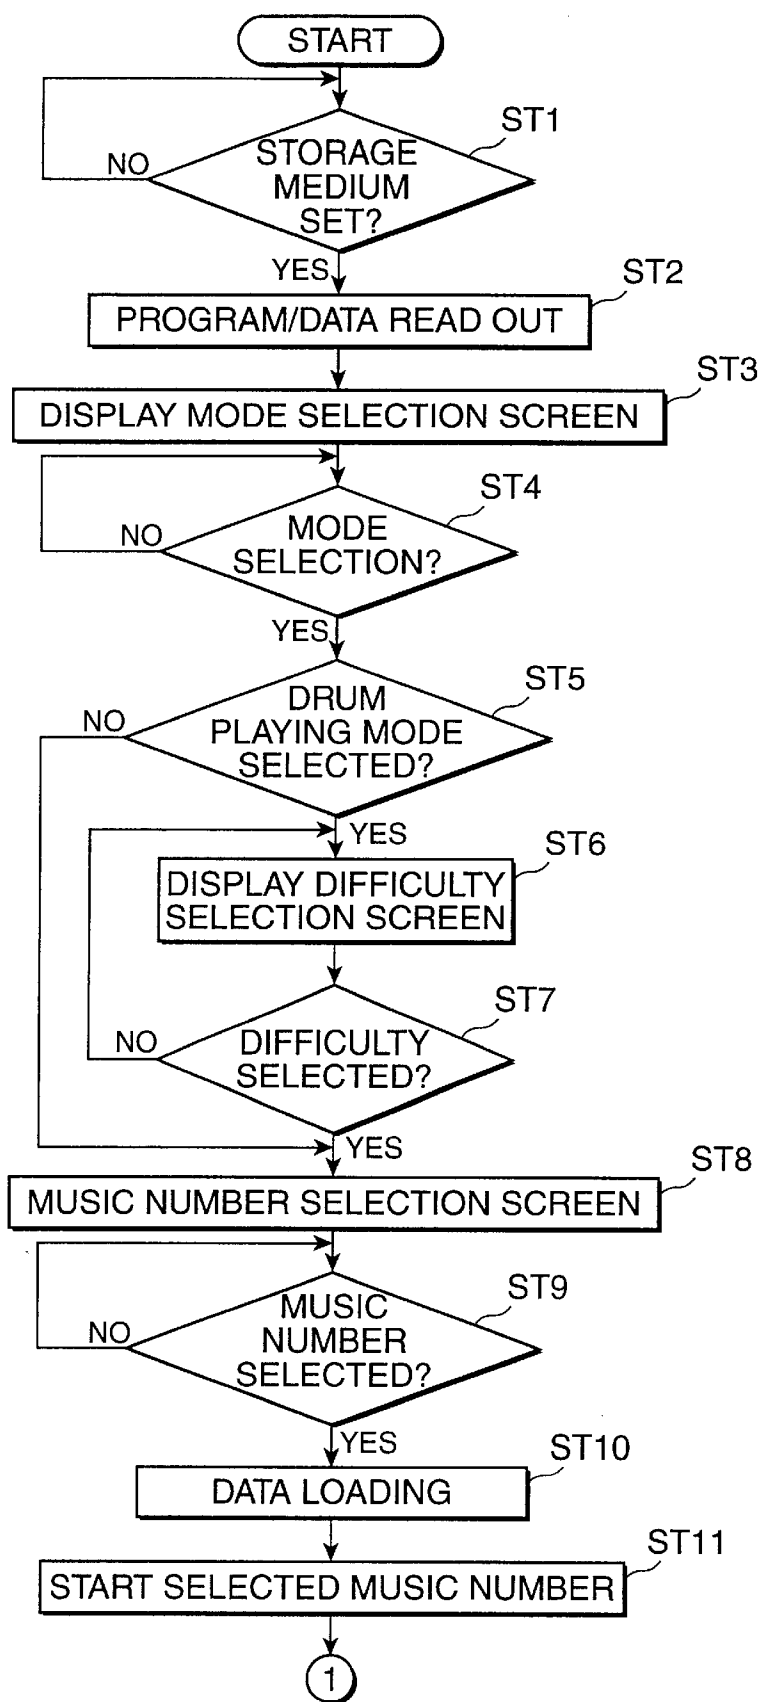 START
ST1
NO
STORAGE
MEDIUM
SET?
YES
ST2
PROGRAM/DATA READ OUT
ST3
DISPLAY MODE SELECTION SCREEN
ST4
NO
MODE
SELECTION?
YES
ST5
NO
DRUM
PLAYING MODE
SELECTED?
YES
ST6
DISPLAY DIFFICULTY
SELECTION SCREEN
ST7
NO
DIFFICULTY
SELECTED?
YES
ST8
MUSIC NUMBER SELECTION SCREEN
ST9
NO
MUSIC
NUMBER
SELECTED?
YES
ST10
DATA LOADING
ST11
START SELECTED MUSIC NUMBER
1